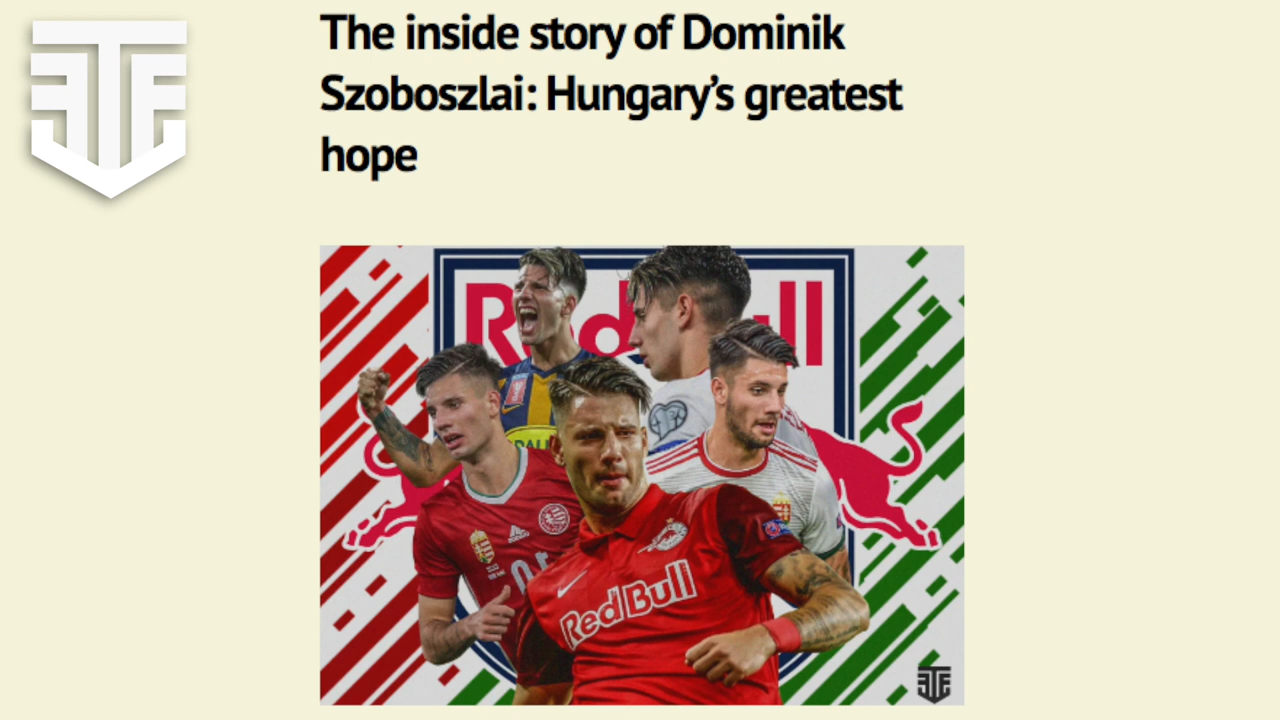 The inside story of Dominik
Szoboszlai: Hungary’s greatest
hope
Red Bull
Red Bull